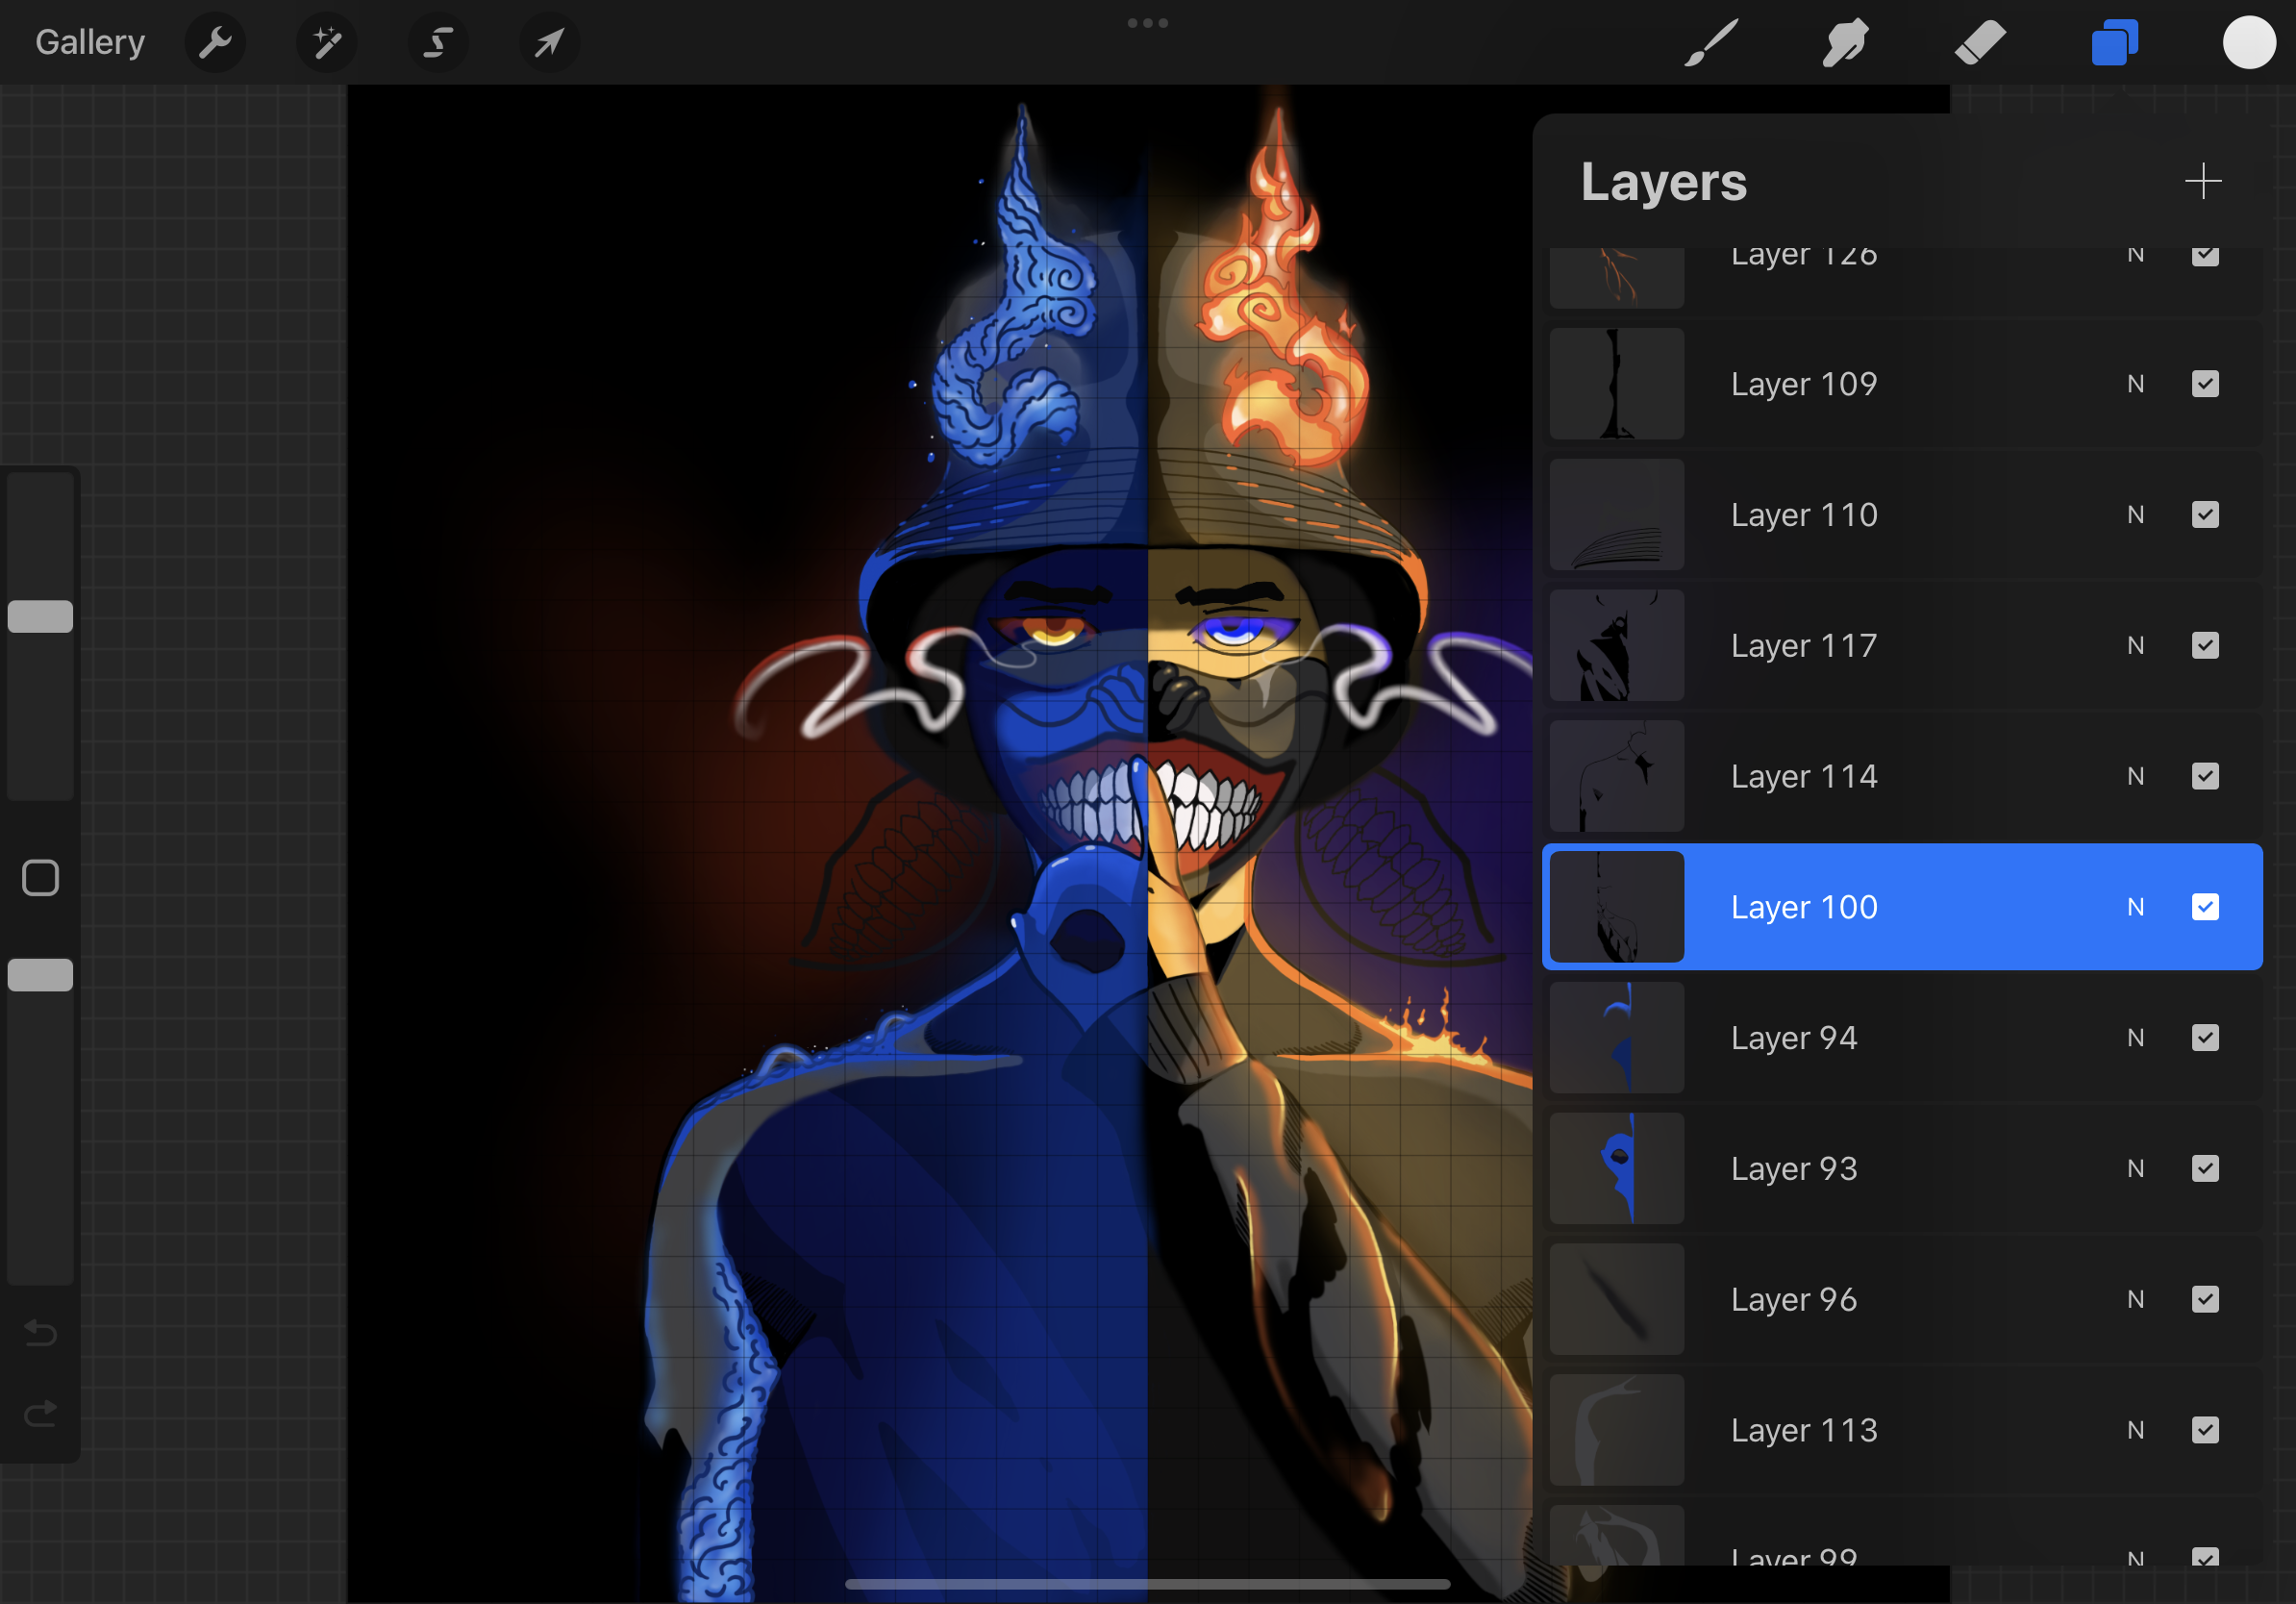 Gallery
Layers
Layer 126 N
Layer 109 N
Layer 110 N
Layer 117 N
Layer 114 N
Layer 100 N
Layer 94 N
Layer 93 N
Layer 96 N
Layer 113 N
Layer 99 N